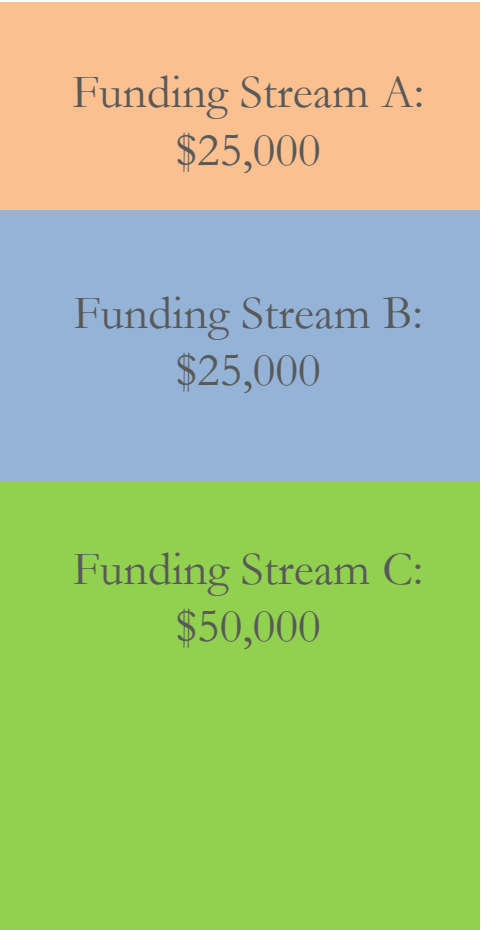 Funding Stream A:
$25,000
Funding Stream B:
$25,000
Funding Stream C:
$50,000